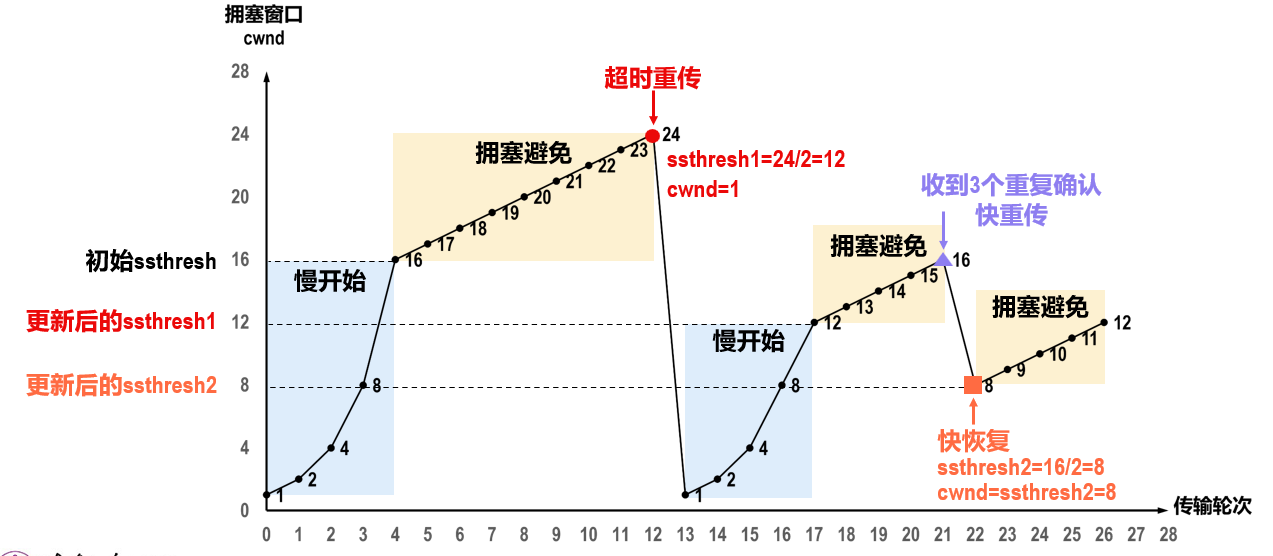 拥塞窗口
cwnd
28
24
20
16
12
8
4
0
初始ssthresh
更新后的ssthresh1
更新后的ssthresh2
慢开始
1
2
4
8
16
拥塞避免
17
18
19
20
21
22
23
24
超时重传
ssthresh1=24/2=12
cwnd=1
慢开始
1
2
4
8
12
拥塞避免
13
14
15
16
收到3个重复确认
快重传
拥塞避免
8
9
10
11
12
快恢复
ssthresh2=16/2=8
cwnd=ssthresh2=8
传输轮次
0 1 2 3 4 5 6 7 8 9 10 11 12 13 14 15 16 17 18 19 20 21 22 23 24 25 26 27 28